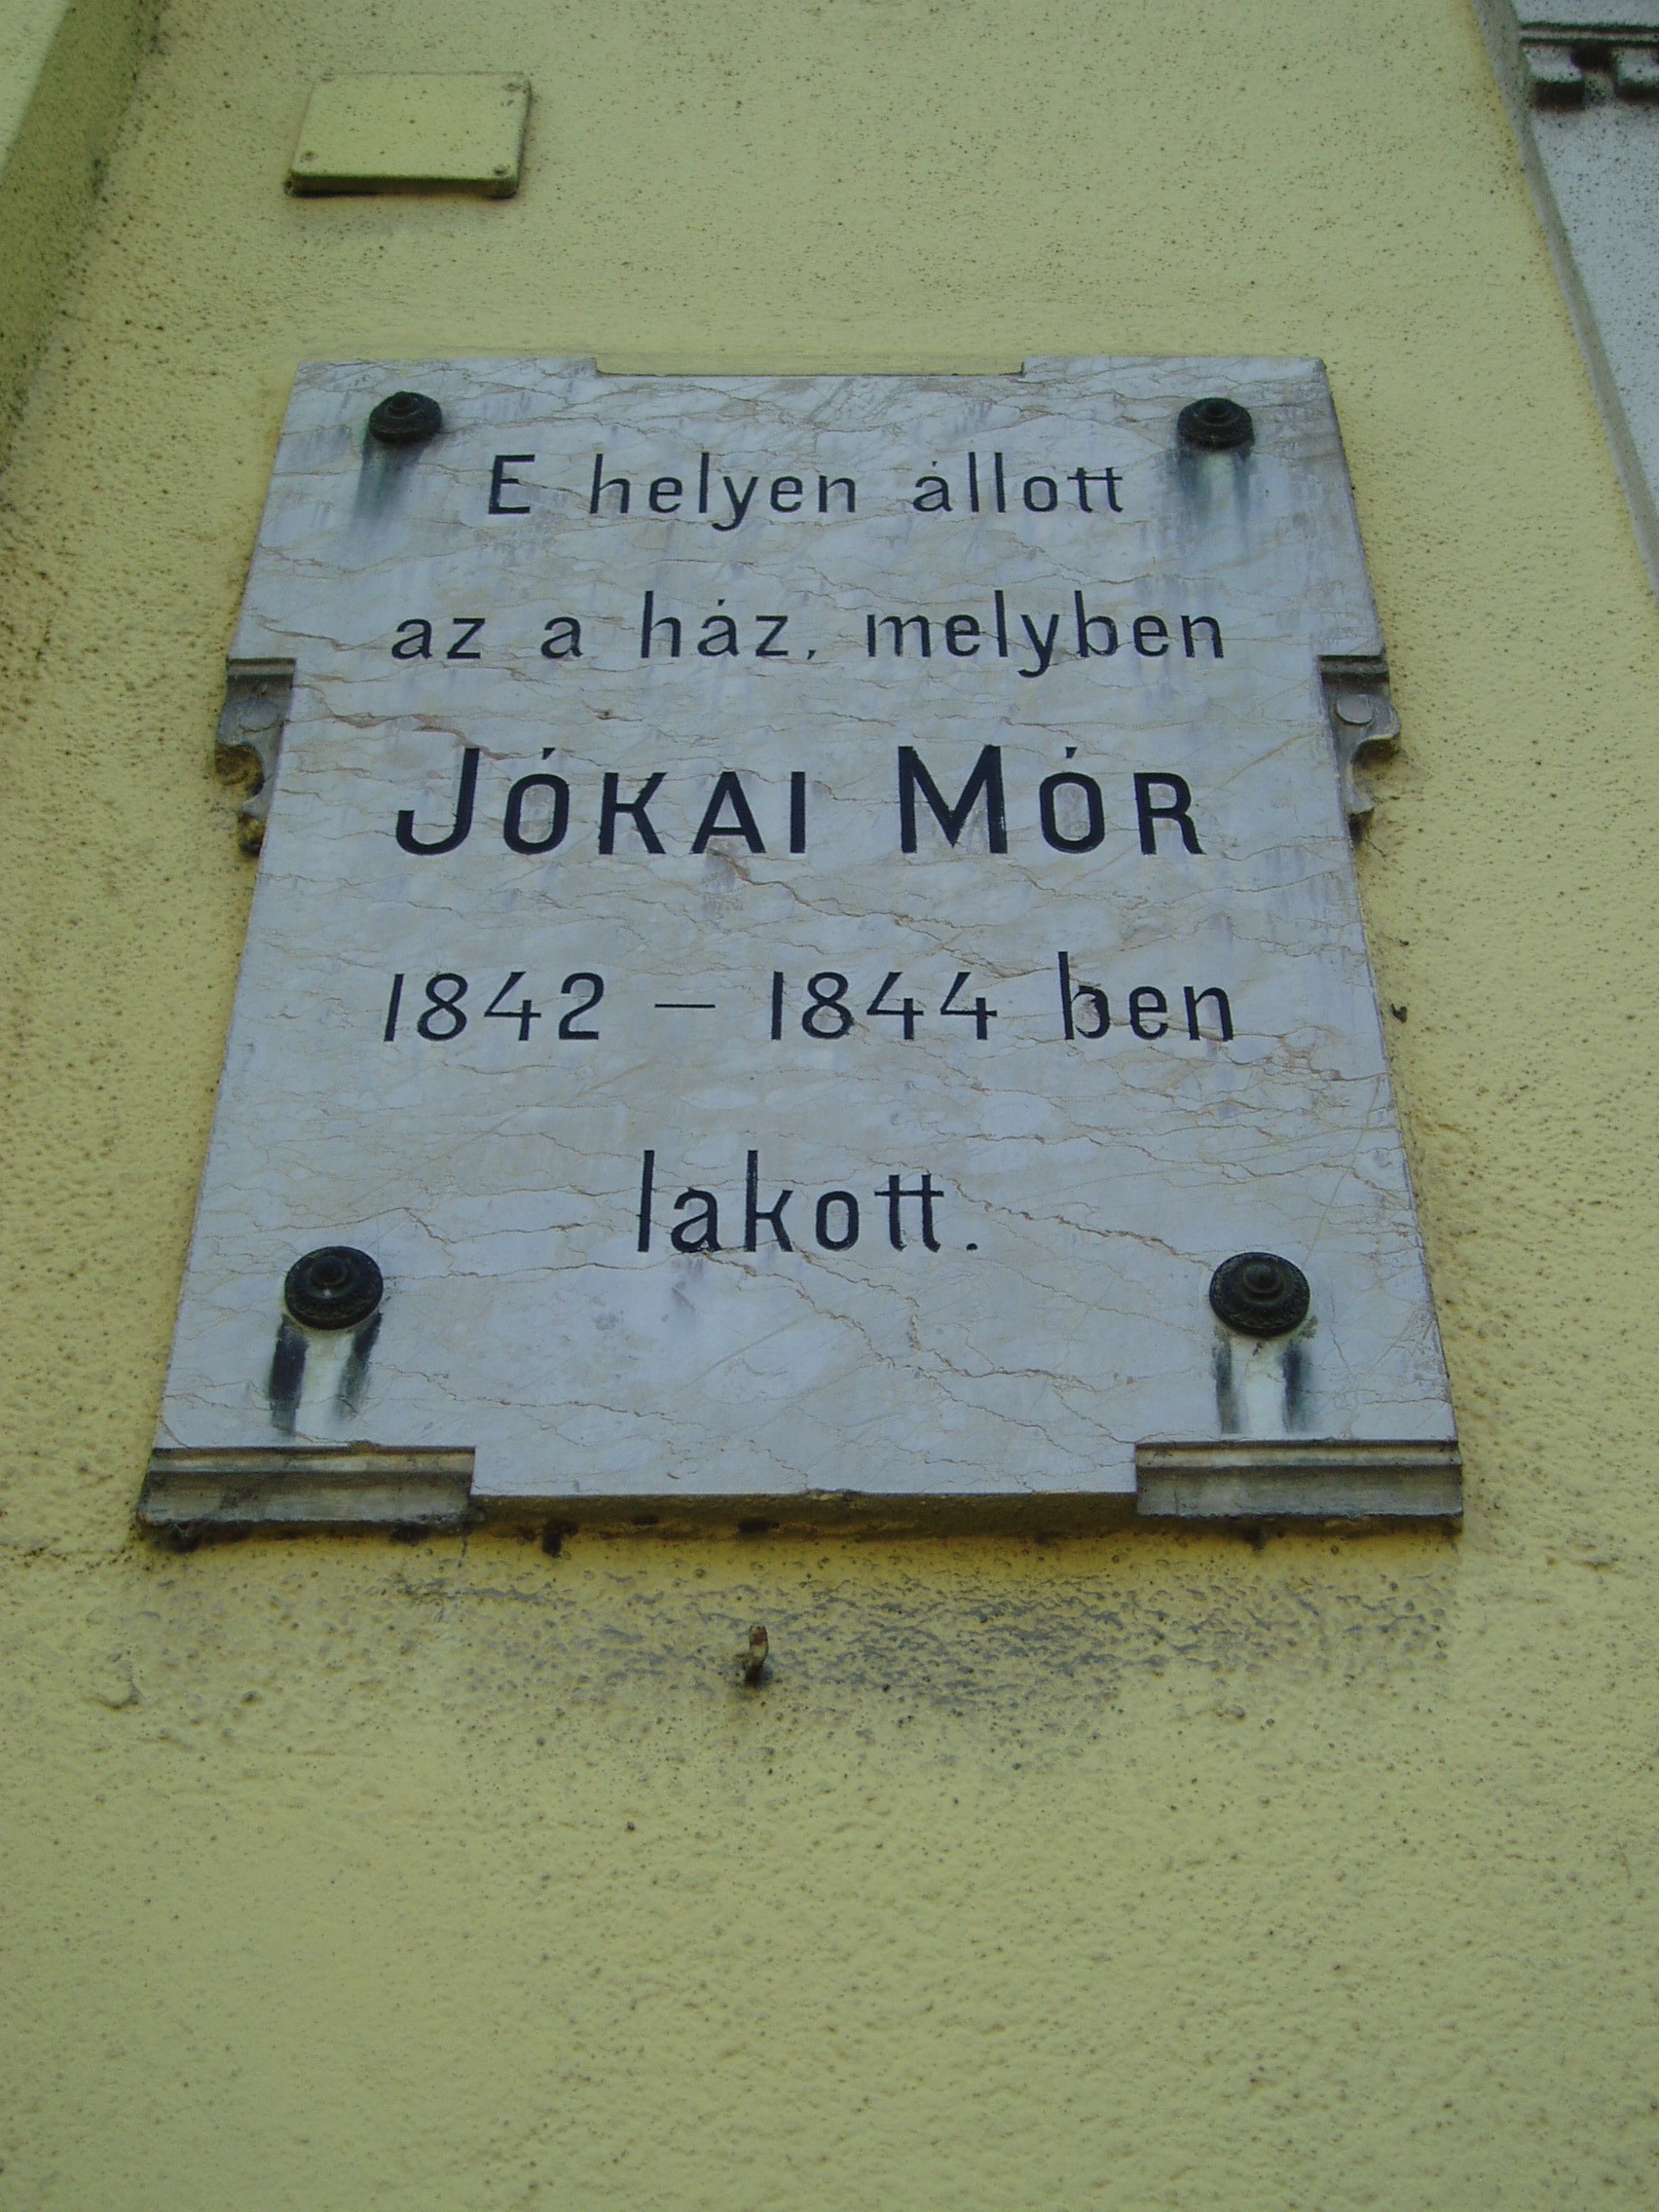 E helyen állott
az a ház, melyben
JÓKAI MÓR
1842 – 1844 ben
lakott.